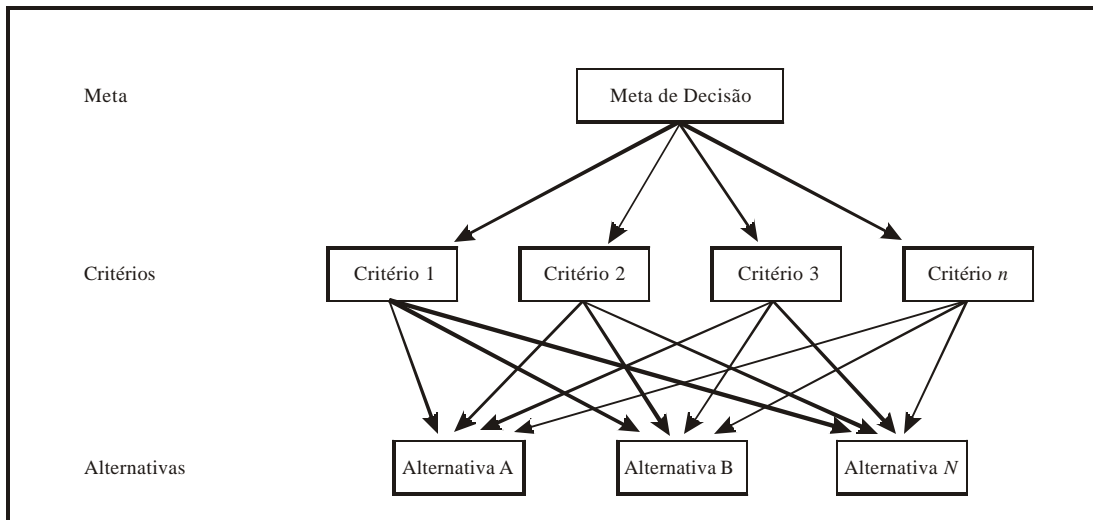 Meta
Meta de Decisão
Critérios
Critério 1
Critério 2
Critério 3
Critério n
Alternativas
Alternativa A
Alternativa B
Alternativa N